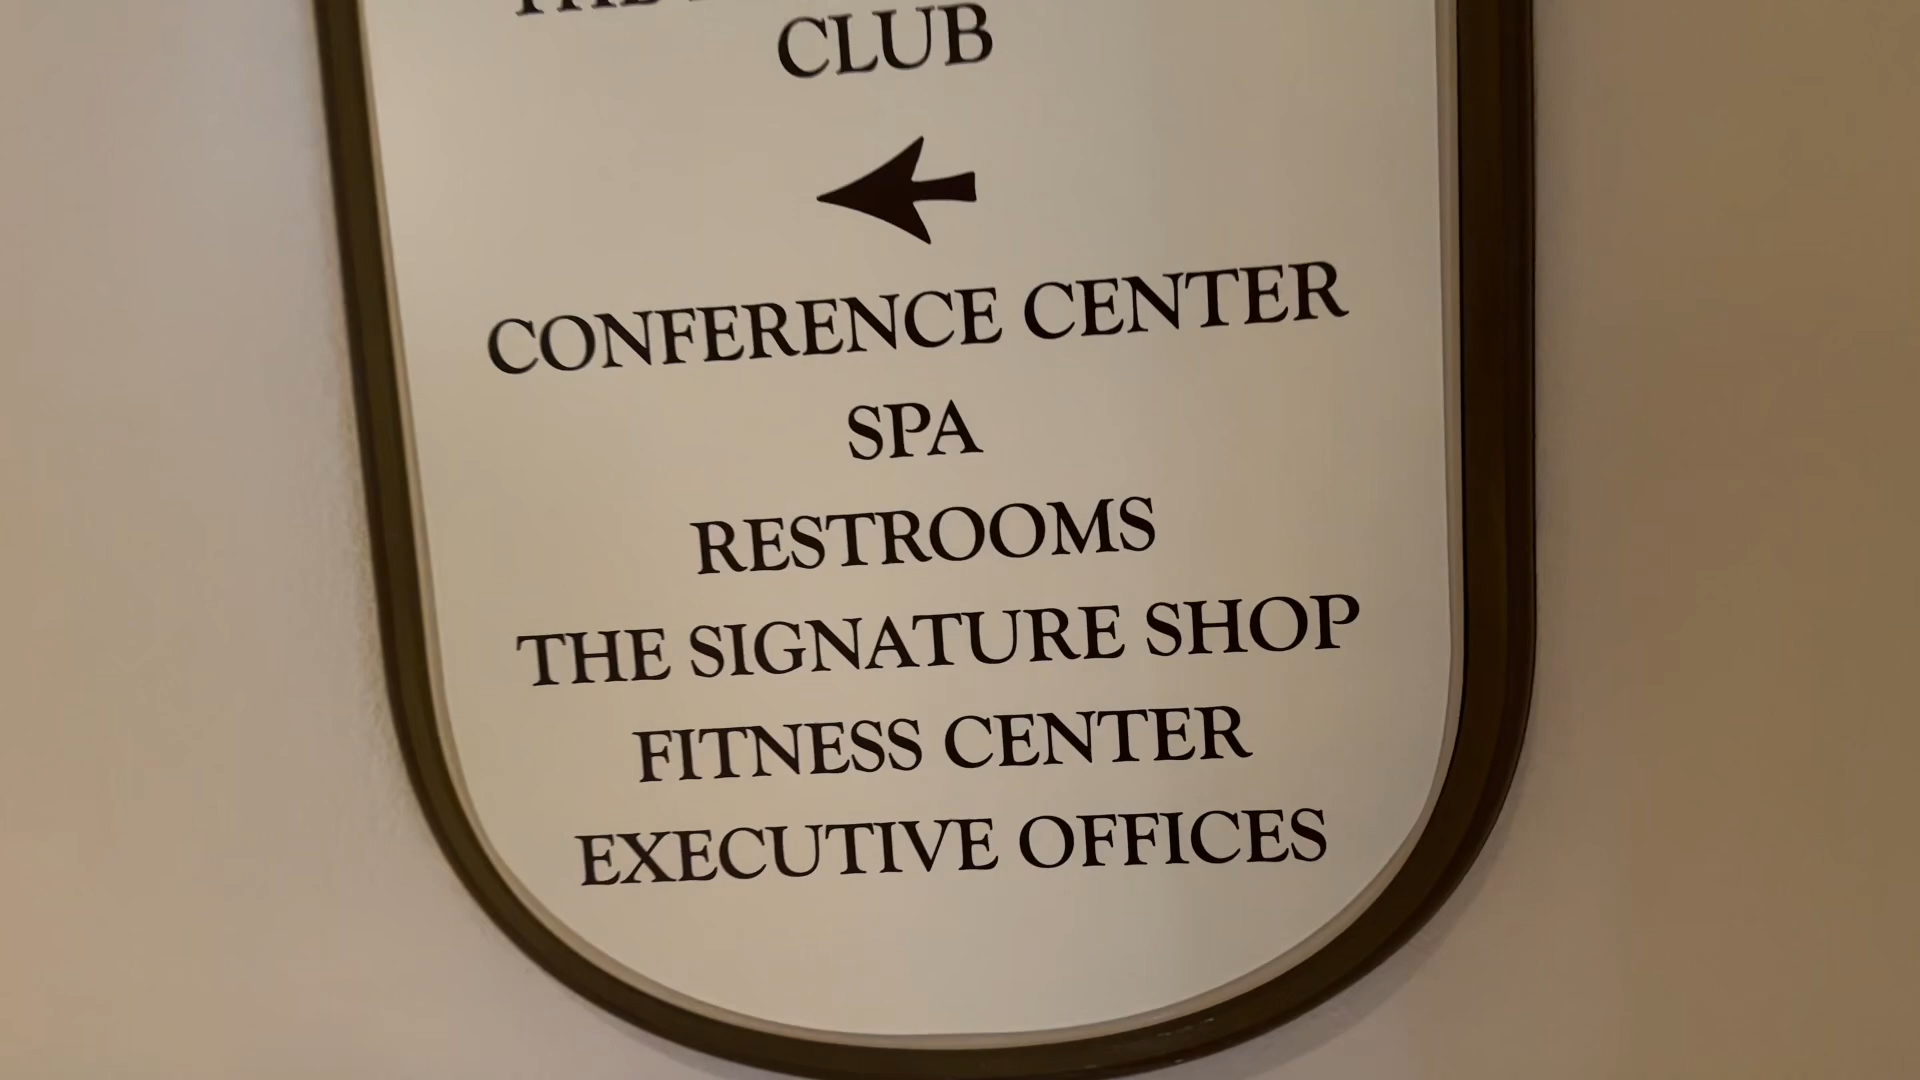 CLUB
CONFERENCE CENTER
SPA
RESTROOMS
THE SIGNATURE SHOP
FITNESS CENTER
EXECUTIVE OFFICES